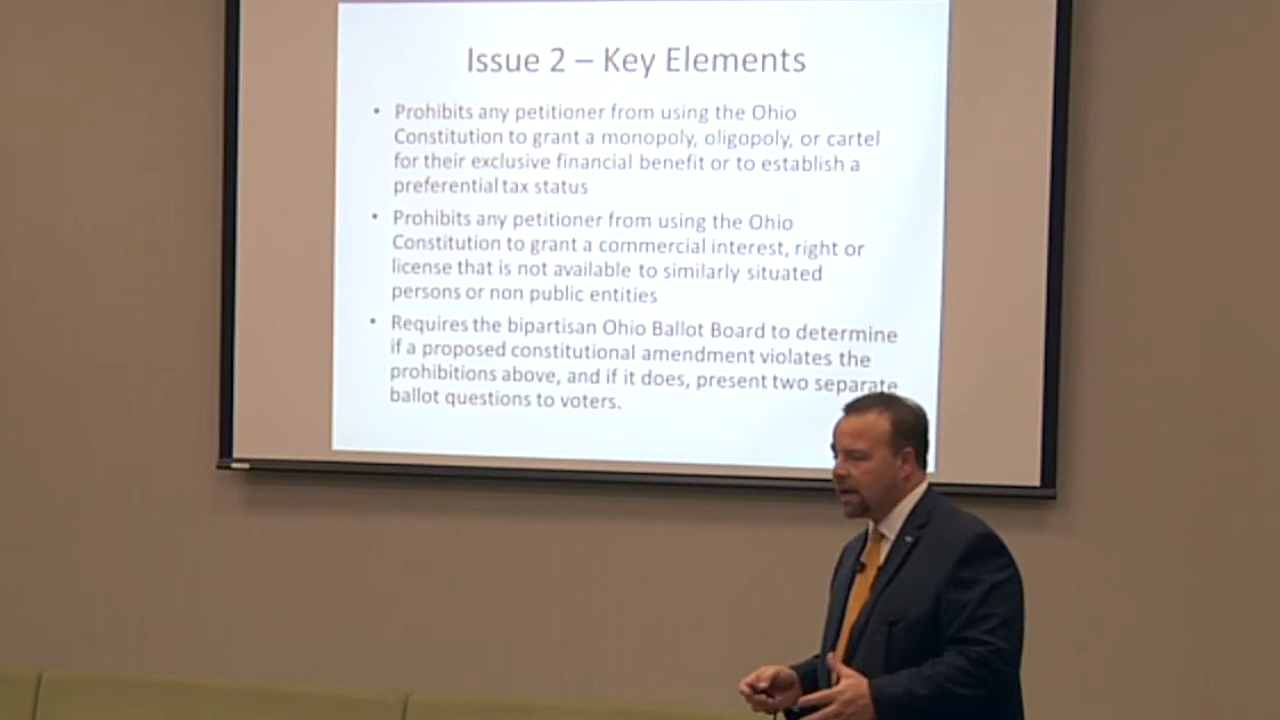 Issue 2 – Key Elements
• Prohibits any petitioner from using the Ohio
Constitution to grant a monopoly, oligopoly, or cartel
for their exclusive financial benefit or to establish a
preferential tax status
• Prohibits any petitioner from using the Ohio
Constitution to grant a commercial interest, right or
license that is not available to similarly situated
persons or non public entities
• Requires the bipartisan Ohio Ballot Board to determine
if a proposed constitutional amendment violates the
prohibitions above, and if it does, present two separate
ballot questions to voters.